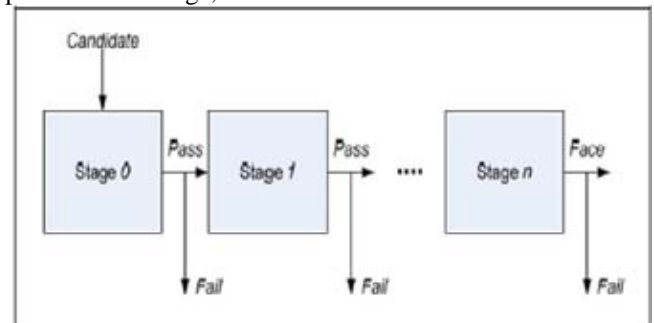 Candidate
Pass Pass Face
Stage 0 Stage 1 .... Stage n
Fail Fail Fail